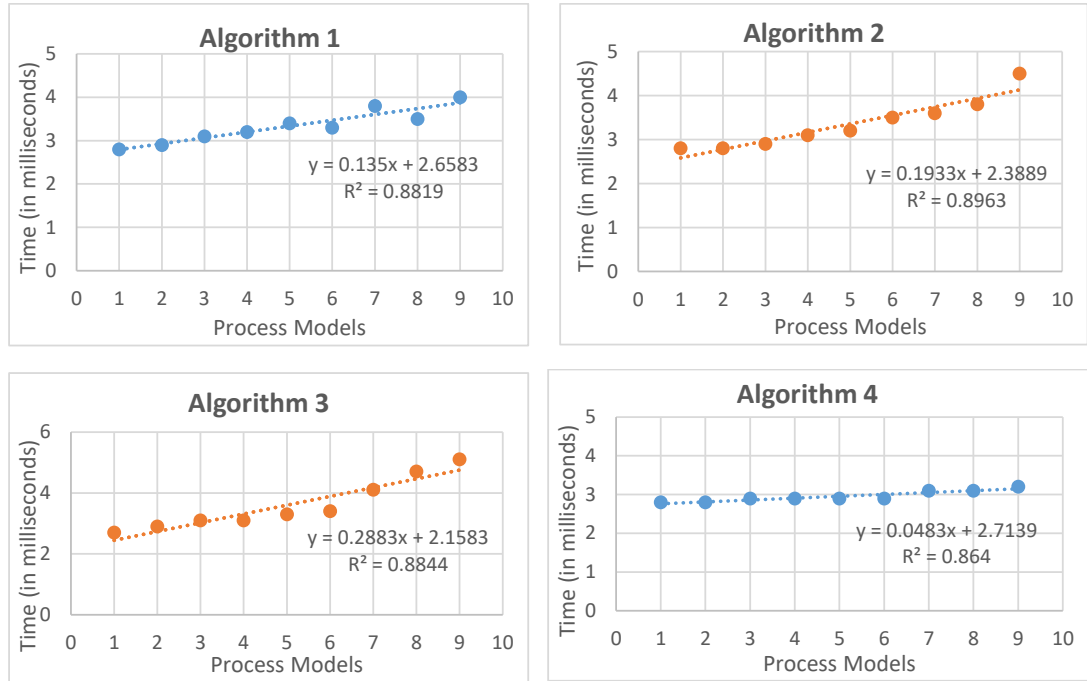 Algorithm 1
Time (in milliseconds)
5
4
3
2
1
0
y = 0.135x + 2.6583
R² = 0.8819
0 1 2 3 4 5 6 7 8 9 10
Process Models
Algorithm 2
Time (in milliseconds)
5
4
3
2
1
0
y = 0.1933x + 2.3889
R² = 0.8963
0 1 2 3 4 5 6 7 8 9 10
Process Models
Algorithm 3
Time (in milliseconds)
6
4
2
0
y = 0.2883x + 2.1583
R² = 0.8844
0 1 2 3 4 5 6 7 8 9 10
Process Models
Algorithm 4
Time (in milliseconds)
5
4
3
2
1
0
y = 0.0483x + 2.7139
R² = 0.864
0 1 2 3 4 5 6 7 8 9 10
Process Models